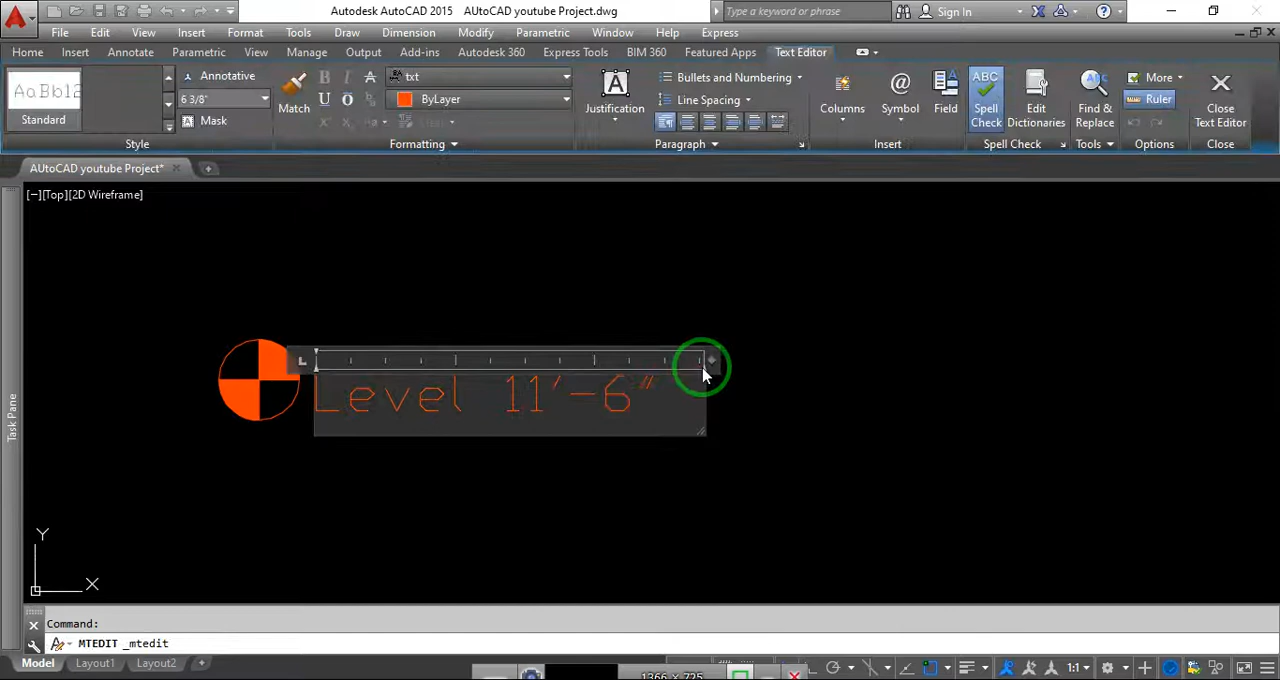 Autodesk AutoCAD 2015 AUtoCAD youtube Project.dwg
Type a keyword or phrase
Sign In
File Edit View Insert Format Tools Draw Dimension Modify Parametric Window Help Express
Home Insert Annotate Parametric View Manage Output Add-ins Autodesk 360 Express Tools BIM 360 Featured Apps Text Editor
AaBb12
Standard
Annotative
6 3/8"
Mask
Style
Match
txt
ByLayer
Formatting
Justification
Bullets and Numbering
Line Spacing
Paragraph
Columns
Symbol
Field
Insert
ABC
Spell
Check
Edit
Dictionaries
Spell Check
Find &
Replace
Tools
More
Ruler
Options
Close
Text Editor
Close
AUtoCAD youtube Project*
[−][Top][2D Wireframe]
Task Pane
Level 11'-6"
Y
X
Command:
MTEDIT _mtedit
Model Layout1 Layout2
1366 × 725
1:1